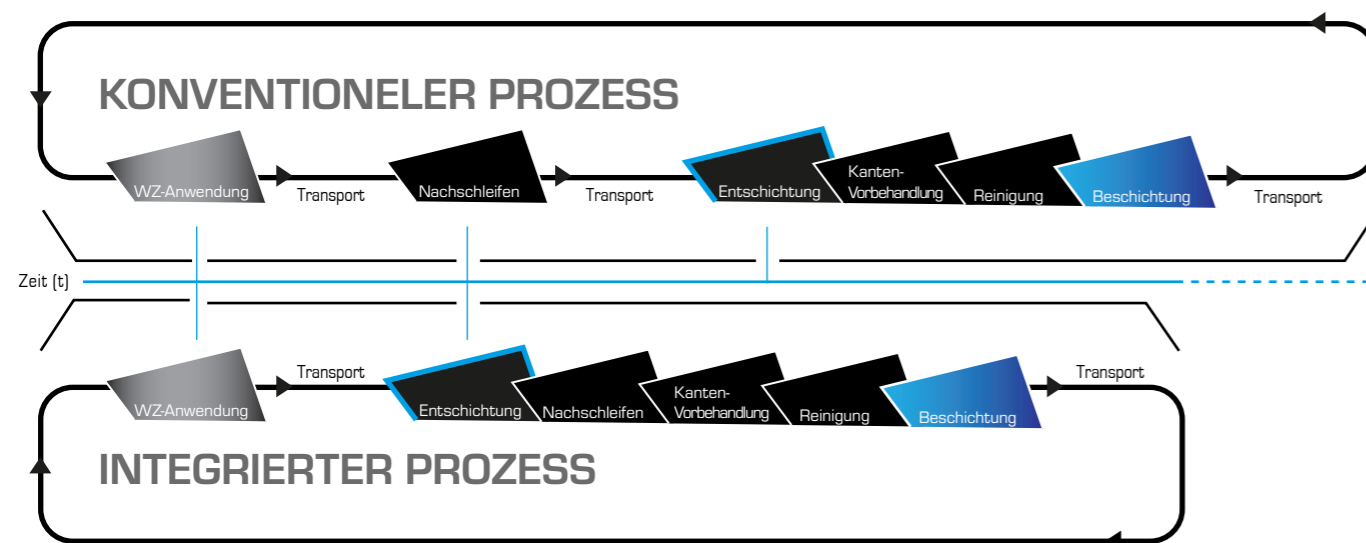 KONVENTIONELER PROZESS
WZ-Anwendung
Transport
Nachschleifen
Transport
Entschichtung
Kanten-
Vorbehandlung
Reinigung
Beschichtung
Transport
Zeit (t)
WZ-Anwendung
Transport
Entschichtung
Nachschleifen
Kanten-
Vorbehandlung
Reinigung
Beschichtung
Transport
INTEGRIERTER PROZESS